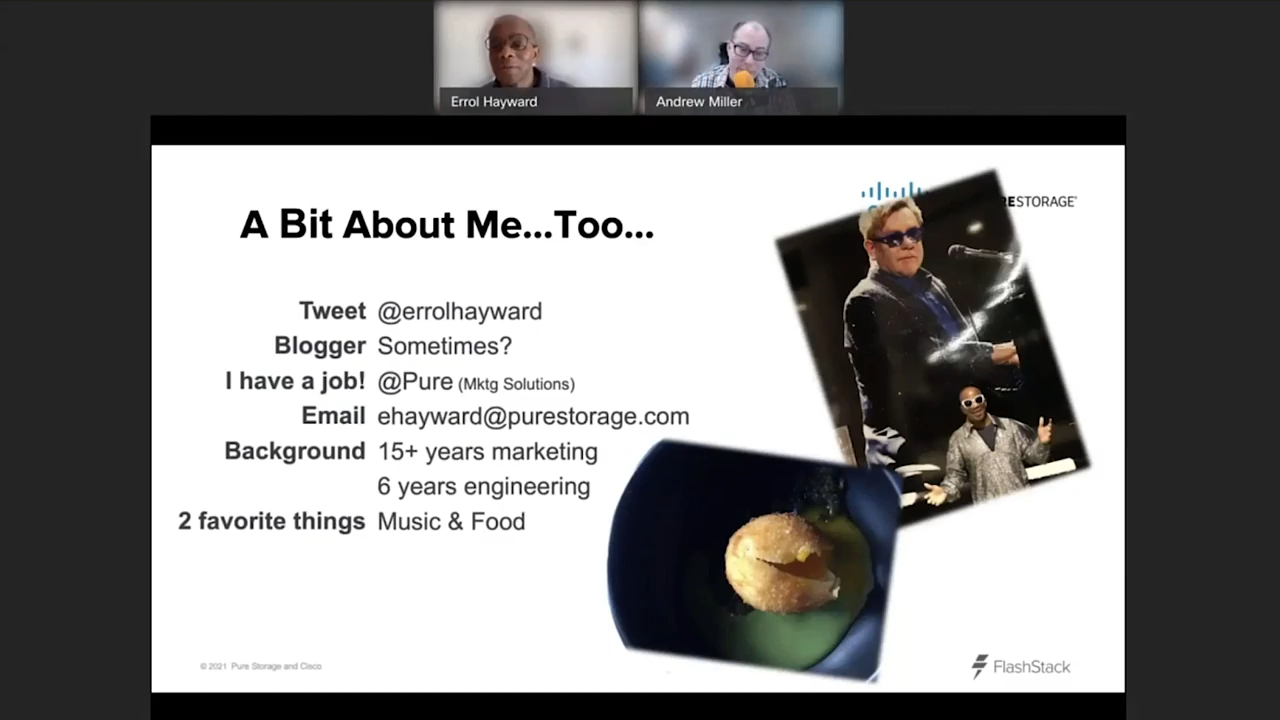 Errol Hayward
Andrew Miller
A Bit About Me...Too...
RESTORAGE
Tweet @errolhayward
Blogger Sometimes?
I have a job! @Pure (Mktg Solutions)
Email ehayward@purestorage.com
Background 15+ years marketing
6 years engineering
2 favorite things Music & Food
© 2021 Pure Storage and Cisco
FlashStack